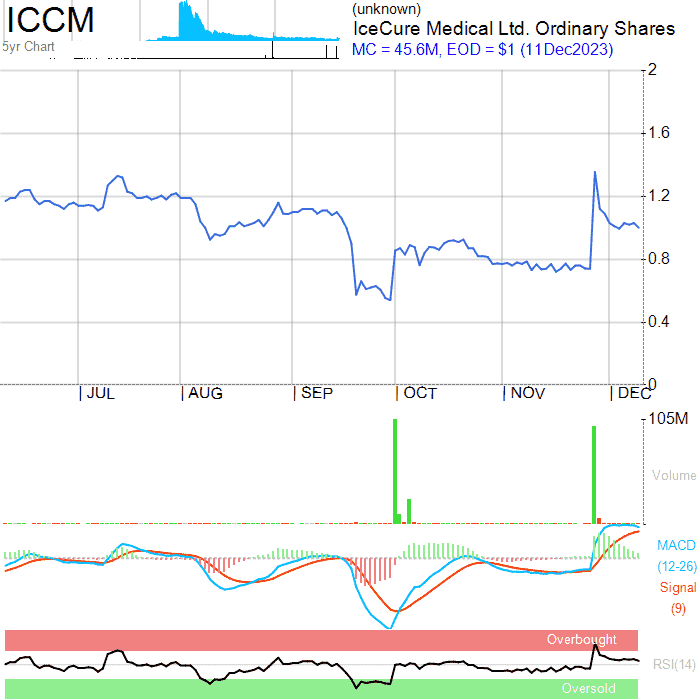 ICCM
5yr Chart
(unknown)
IceCure Medical Ltd. Ordinary Shares
MC = 45.6M, EOD = $1 (11Dec2023)
2
1.6
1.2
0.8
0.4
0
| JUL | AUG | SEP | OCT | NOV | DEC
105M
Volume
MACD
(12-26)
Signal
(9)
Overbought
RSI(14)
Oversold